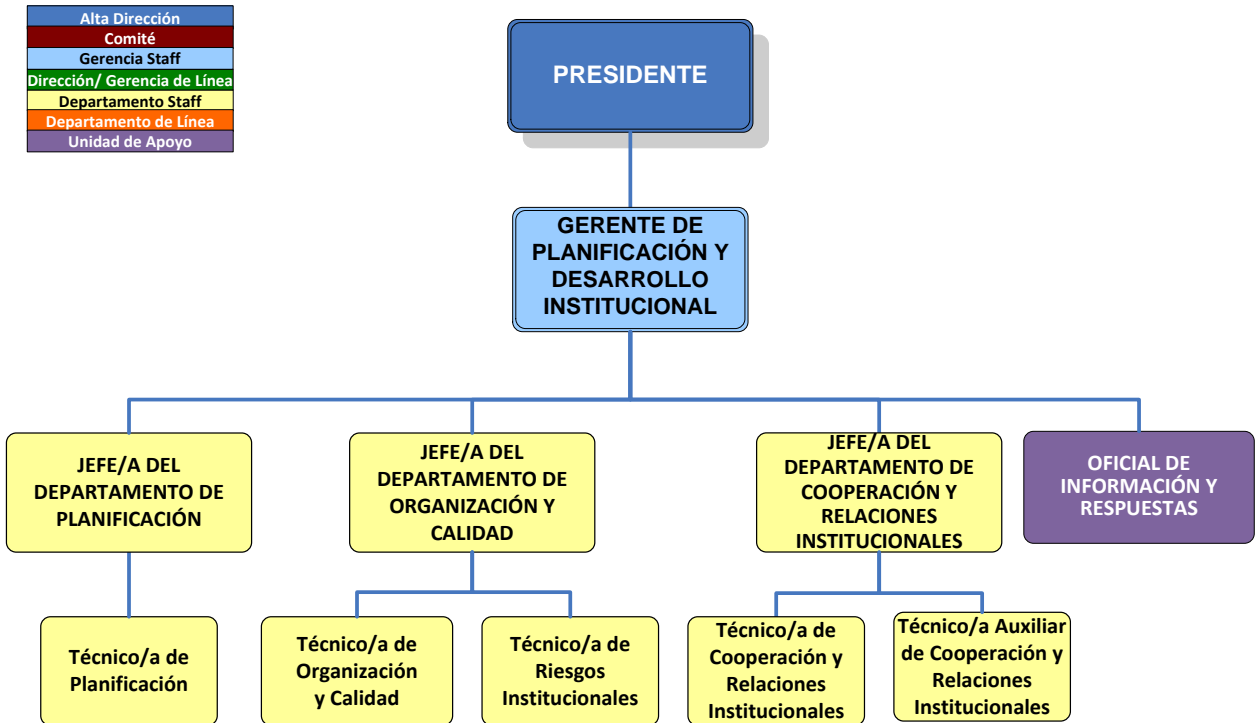 Alta Dirección
Comité
Gerencia Staff
Dirección/ Gerencia de Línea
Departamento Staff
Departamento de Línea
Unidad de Apoyo
PRESIDENTE
GERENTE DE
PLANIFICACIÓN Y
DESARROLLO
INSTITUCIONAL
JEFE/A DEL
DEPARTAMENTO DE
PLANIFICACIÓN
JEFE/A DEL
DEPARTAMENTO DE
ORGANIZACIÓN Y
CALIDAD
JEFE/A DEL
DEPARTAMENTO DE
COOPERACIÓN Y
RELACIONES
INSTITUCIONALES
OFICIAL DE
INFORMACIÓN Y
RESPUESTAS
Técnico/a de
Planificación
Técnico/a de
Organización
y Calidad
Técnico/a de
Riesgos
Institucionales
Técnico/a de
Cooperación y
Relaciones
Institucionales
Técnico/a Auxiliar
de Cooperación y
Relaciones
Institucionales